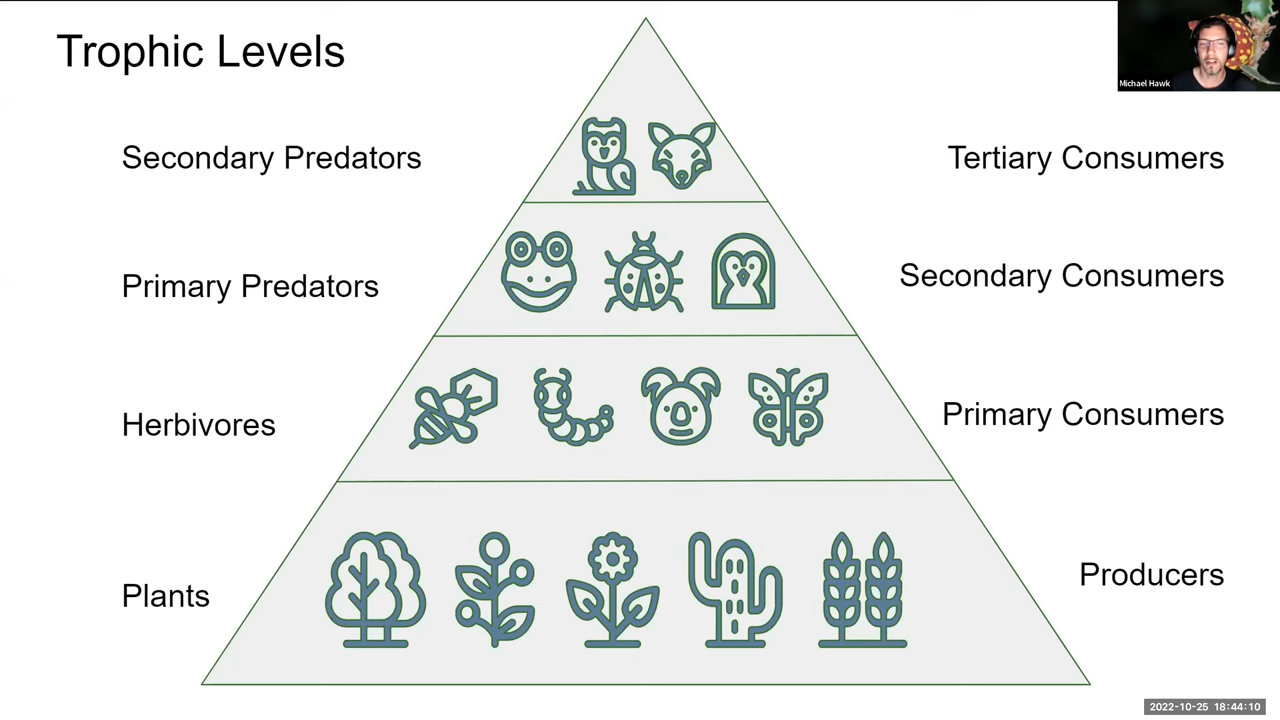 Trophic Levels
Michael Hawk
Secondary Predators
Tertiary Consumers
Primary Predators
Secondary Consumers
Herbivores
Primary Consumers
Plants
Producers
2022-10-25 18:44:10